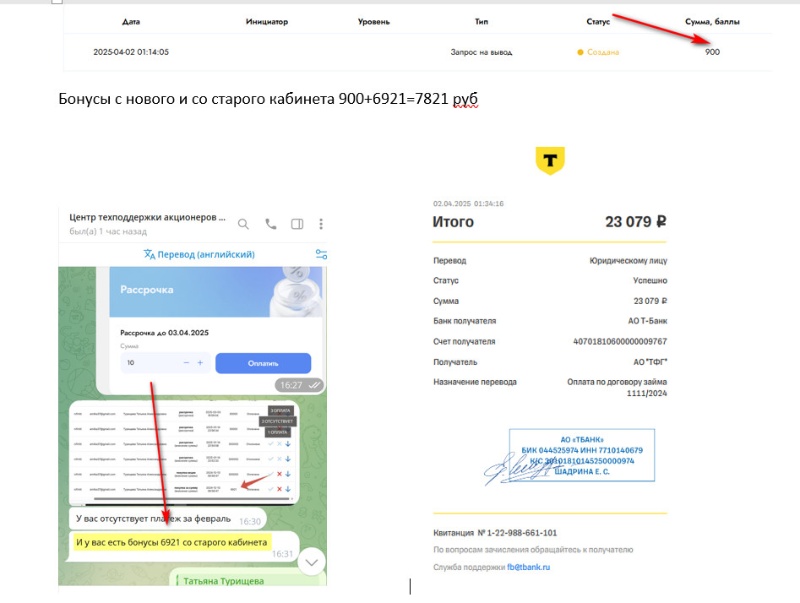 Дата Инициатор Уровень Тип Статус Сумма, баллы
2025-04-02 01:14:05 Запрос на вывод Создана 900
Бонусы с нового и со старого кабинета 900+6921=7821 руб
Центр техподдержки акционеров ...
был(а) 1 час назад
Перевод (английский)
Рассрочка
Рассрочка до 03.04.2025
Сумма
10 − + Оплатить
16:27
3 ОПЛАТА
2 ОТСУТСТВУЕТ
1 ОПЛАТА
У вас отсутствует платеж за февраль 16:30
И у вас есть бонусы 6921 со старого кабинета
16:31
Татьяна Турищева
Т
02.04.2025 01:34:16
Итого 23 079 ₽
Перевод Юридическому лицу
Статус Успешно
Сумма 23 079 ₽
Банк получателя АО Т-Банк
Счет получателя 40701810600000009767
Получатель АО "ТФГ"
Назначение перевода Оплата по договору займа
1111/2024
АО «ТБАНК»
БИК 044525974 ИНН 7710140679
К/С 30101810145250000974
ШАДРИНА Е. С.
Квитанция № 1-22-988-661-101
По вопросам зачисления обращайтесь к получателю
Служба поддержки fb@tbank.ru